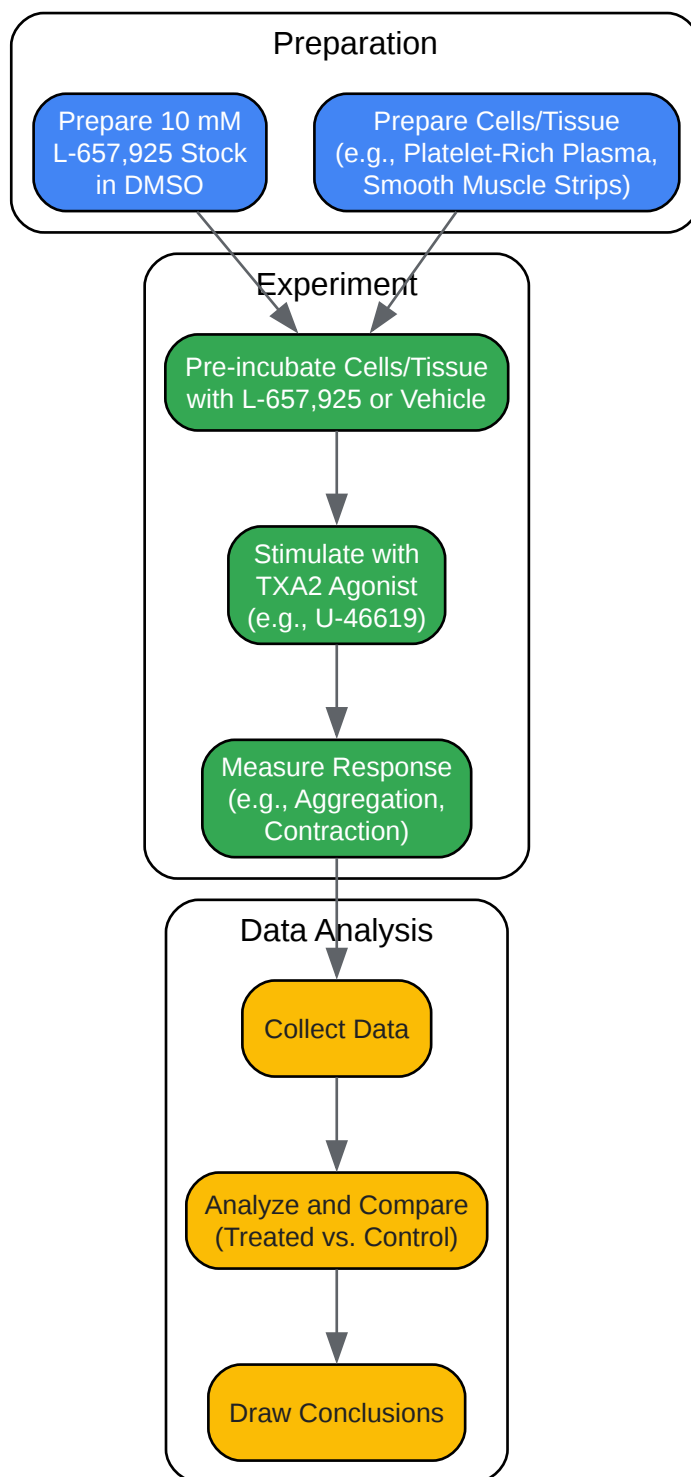 Preparation
Prepare 10 mM
L-657,925 Stock
in DMSO
Prepare Cells/Tissue
(e.g., Platelet-Rich Plasma,
Smooth Muscle Strips)
Experiment
Pre-incubate Cells/Tissue
with L-657,925 or Vehicle
Stimulate with
TXA2 Agonist
(e.g., U-46619)
Measure Response
(e.g., Aggregation,
Contraction)
Data Analysis
Collect Data
Analyze and Compare
(Treated vs. Control)
Draw Conclusions